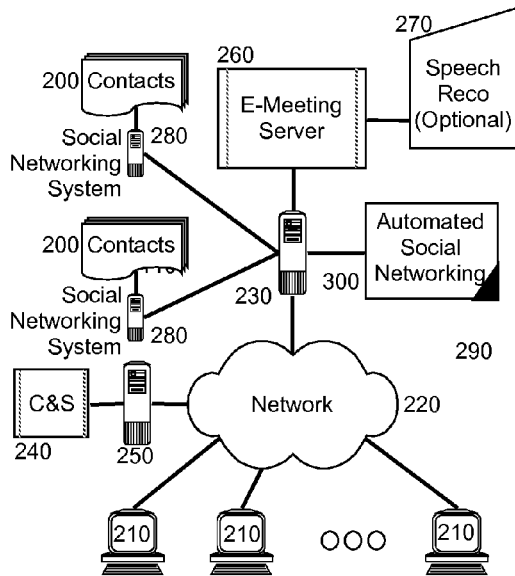 270
260
Speech
Reco
(Optional)
E-Meeting
Server
200 Contacts
280
Social
Networking
System
200 Contacts
280
Social
Networking
System
Automated
Social
Networking
300
230
290
C&S
240
250
Network
220
210
210
210